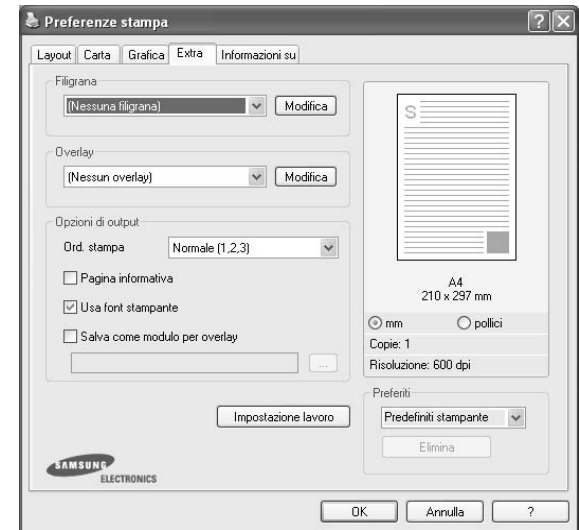 Preferenze stampa
Layout Carta Grafica Extra Informazioni su
Filigrana
(Nessuna filigrana) Modifica
Overlay
(Nessun overlay) Modifica
Opzioni di output
Ord. stampa Normale (1,2,3)
Pagina informativa
Usa font stampante
Salva come modulo per overlay
...
Impostazione lavoro
SAMSUNG
ELECTRONICS
S
A4
210 x 297 mm
mm pollici
Copie: 1
Risoluzione: 600 dpi
Preferiti
Predefiniti stampante
Elimina
OK Annulla ?